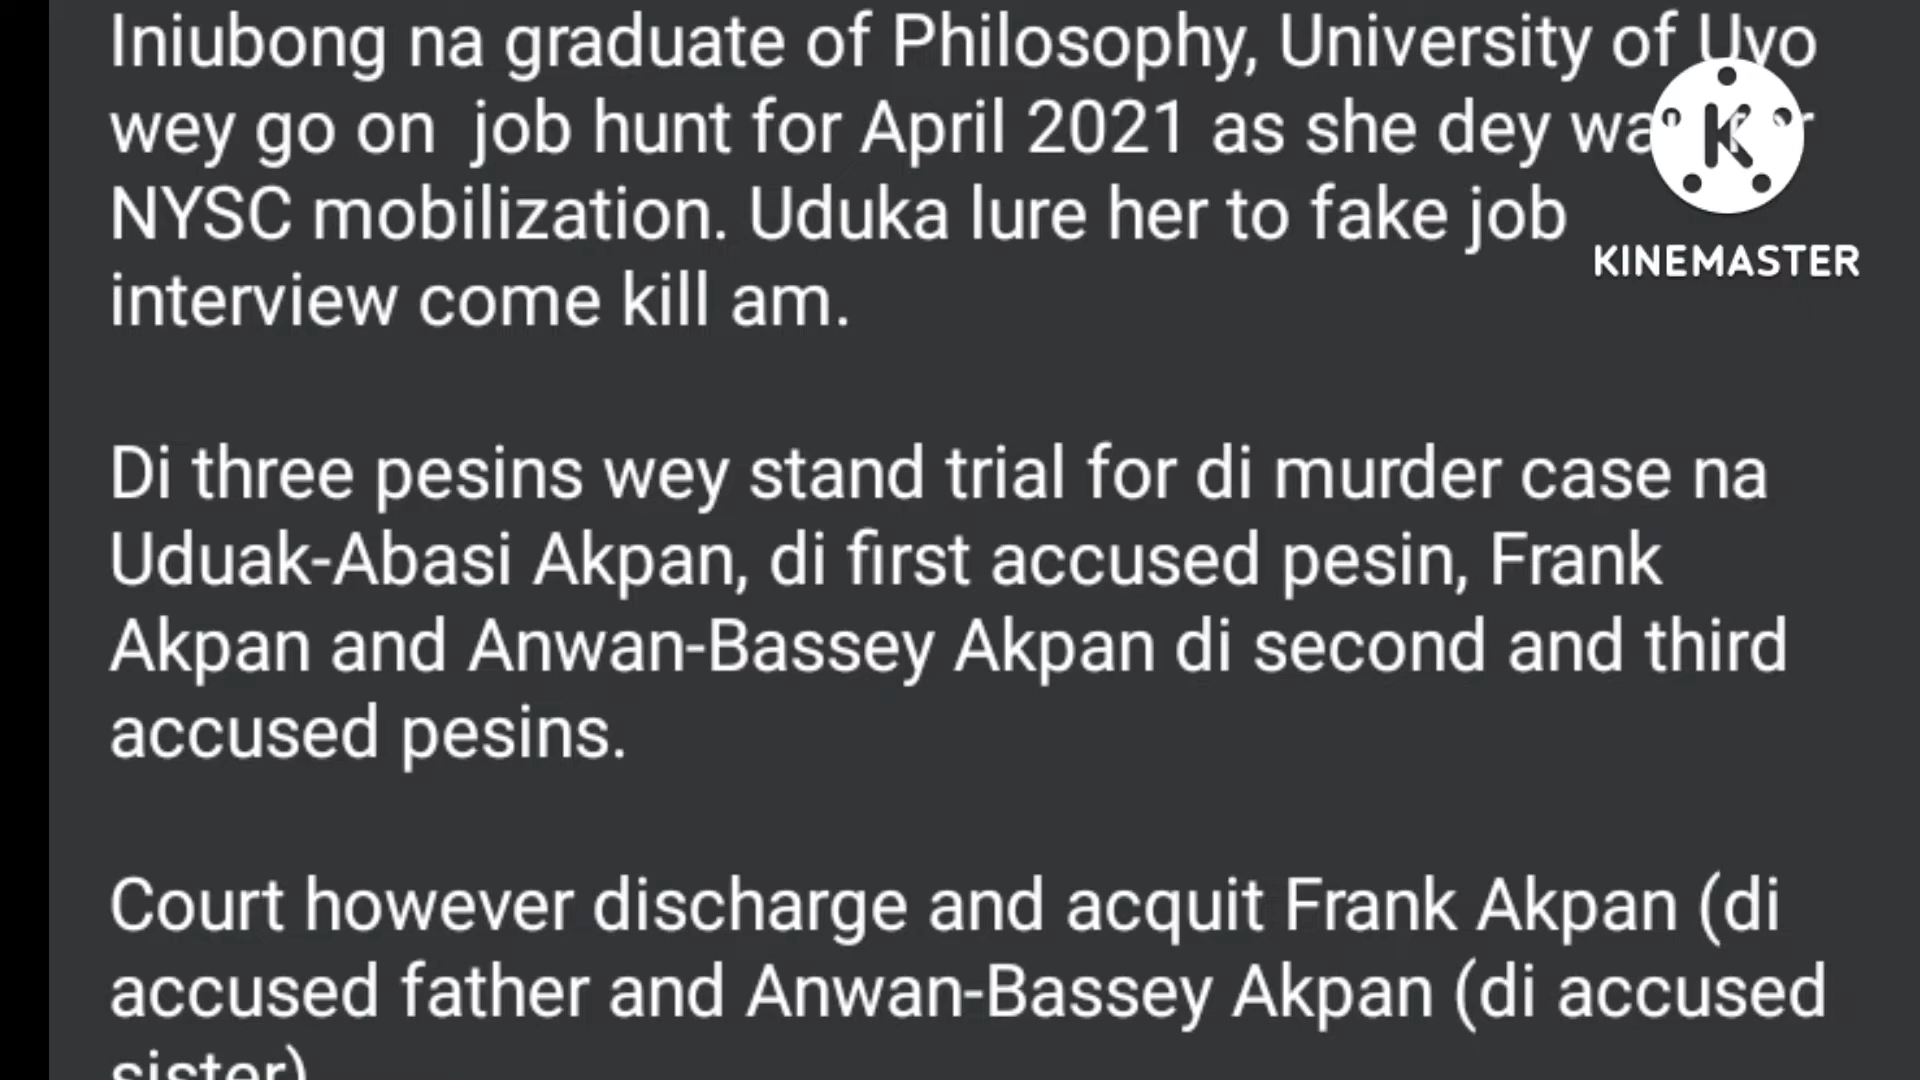 Iniubong na graduate of Philosophy, University of Uyo
wey go on job hunt for April 2021 as she dey
NYSC mobilization. Uduka lure her to fake job
interview come kill am.
Di three pesins wey stand trial for di murder case na
Uduak-Abasi Akpan, di first accused pesin, Frank
Akpan and Anwan-Bassey Akpan di second and third
accused pesins.
Court however discharge and acquit Frank Akpan (di
accused father and Anwan-Bassey Akpan (di accused
sister)
K
KINEMASTER